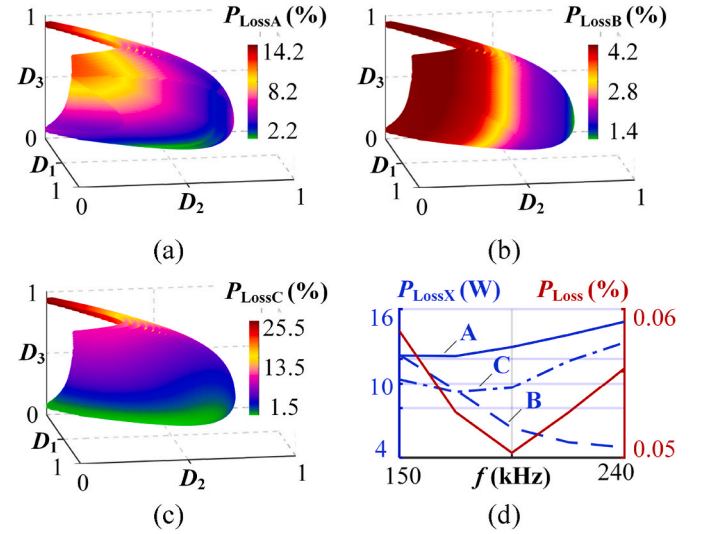 1
P_LossA (%)
14.2
D_3
8.2
2.2
0
D_1
1
0
D_2
1
(a)
1
P_LossB (%)
4.2
D_3
2.8
1.4
0
D_1
1
0
D_2
1
(b)
1
P_LossC (%)
25.5
D_3
13.5
1.5
0
D_1
1
0
D_2
1
(c)
P_LossX (W) P_Loss (%)
16 0.06
A
C
10
B
4 0.05
150 f (kHz) 240
(d)